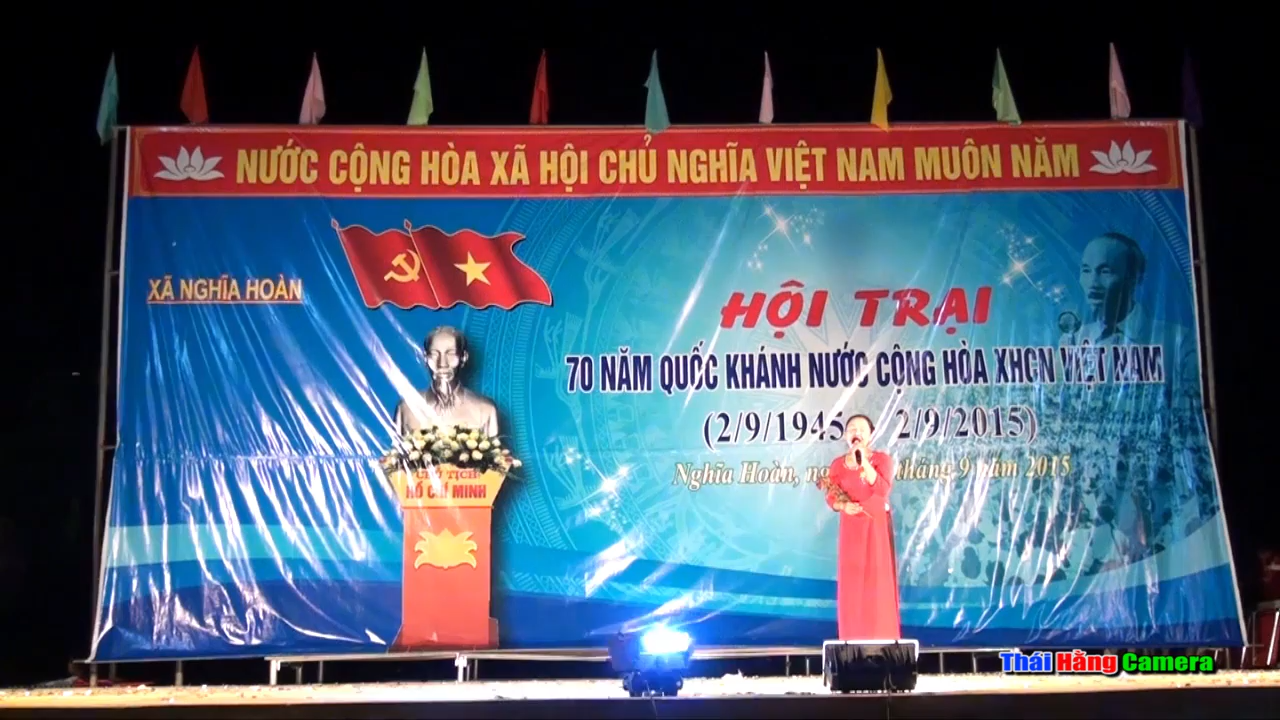 NƯỚC CỘNG HÒA XÃ HỘI CHỦ NGHĨA VIỆT NAM MUÔN NĂM
XÃ NGHĨA HOÀN
HỘI TRẠI
70 NĂM QUỐC KHÁNH NƯỚC CỘNG HÒA XHCN VIỆT NAM
(2/9/1945 2/9/2015)
Nghĩa Hoàn, tháng 9 năm 2015
CHỦ TỊCH
HỒ CHÍ MINH
Thái Hằng Camera